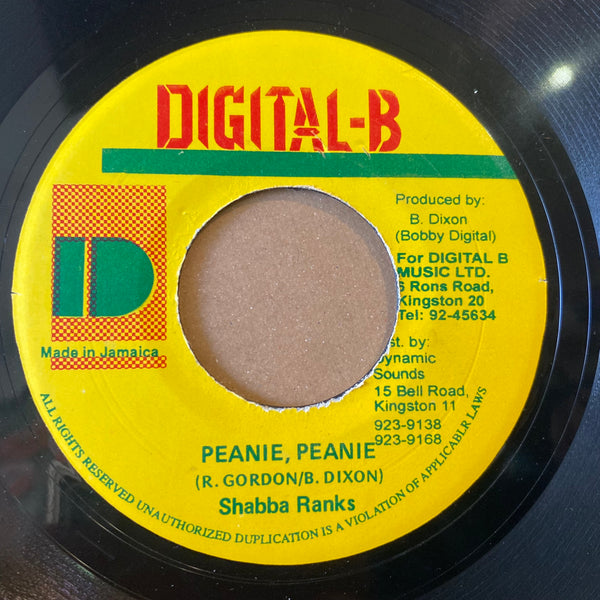 DIGITAL-B
Produced by:
B. Dixon
(Bobby Digital)
For DIGITAL B
MUSIC LTD.
6 Rons Road,
Kingston 20
Tel: 92-45634
D
Made in Jamaica
st. by:
Dynamic
Sounds
15 Bell Road,
Kingston 11
923-9138
923-9168
PEANIE, PEANIE
(R. GORDON/B. DIXON)
Shabba Ranks
ALL RIGHTS RESERVED UNAUTHORIZED DUPLICATION IS A VIOLATION OF APPLICABLR LAWS